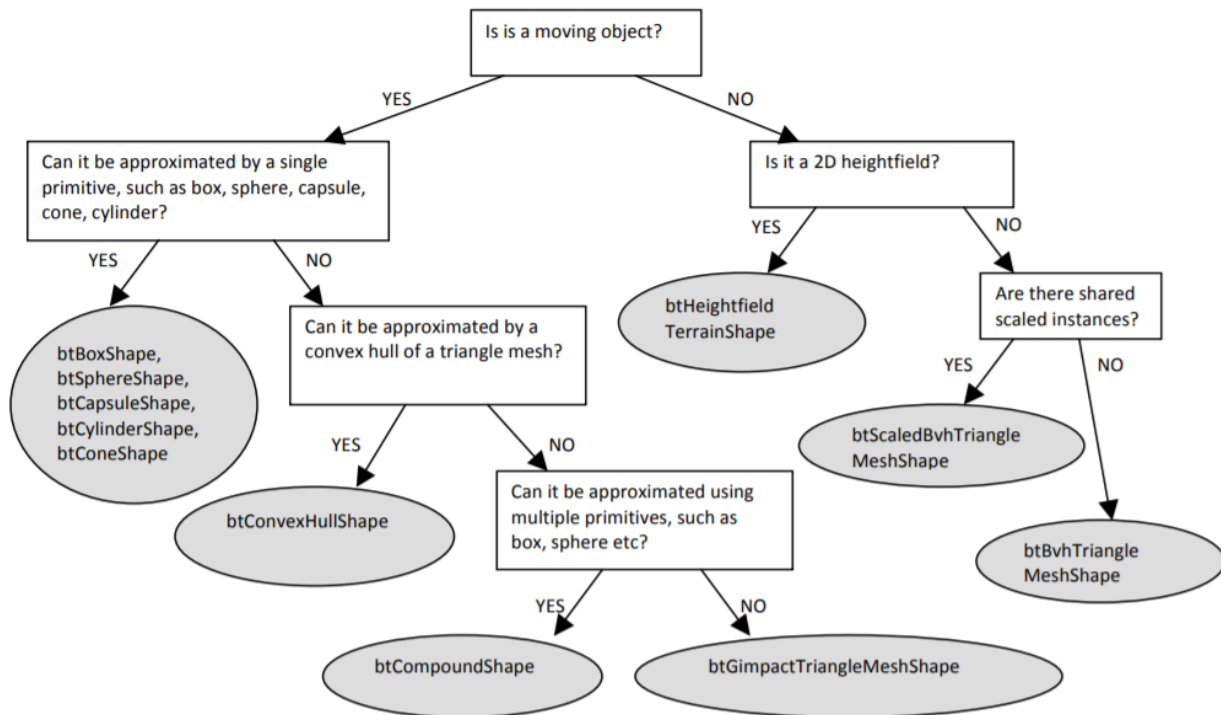 Is is a moving object?
YES
NO
Can it be approximated by a single
primitive, such as box, sphere, capsule,
cone, cylinder?
Is it a 2D heightfield?
YES
NO
YES
NO
btBoxShape,
btSphereShape,
btCapsuleShape,
btCylinderShape,
btConeShape
Can it be approximated by a
convex hull of a triangle mesh?
btHeightfield
TerrainShape
Are there shared
scaled instances?
YES
NO
YES
NO
btConvexHullShape
Can it be approximated using
multiple primitives, such as
box, sphere etc?
btScaledBvhTriangle
MeshShape
btBvhTriangle
MeshShape
YES
NO
btCompoundShape
btGimpactTriangleMeshShape